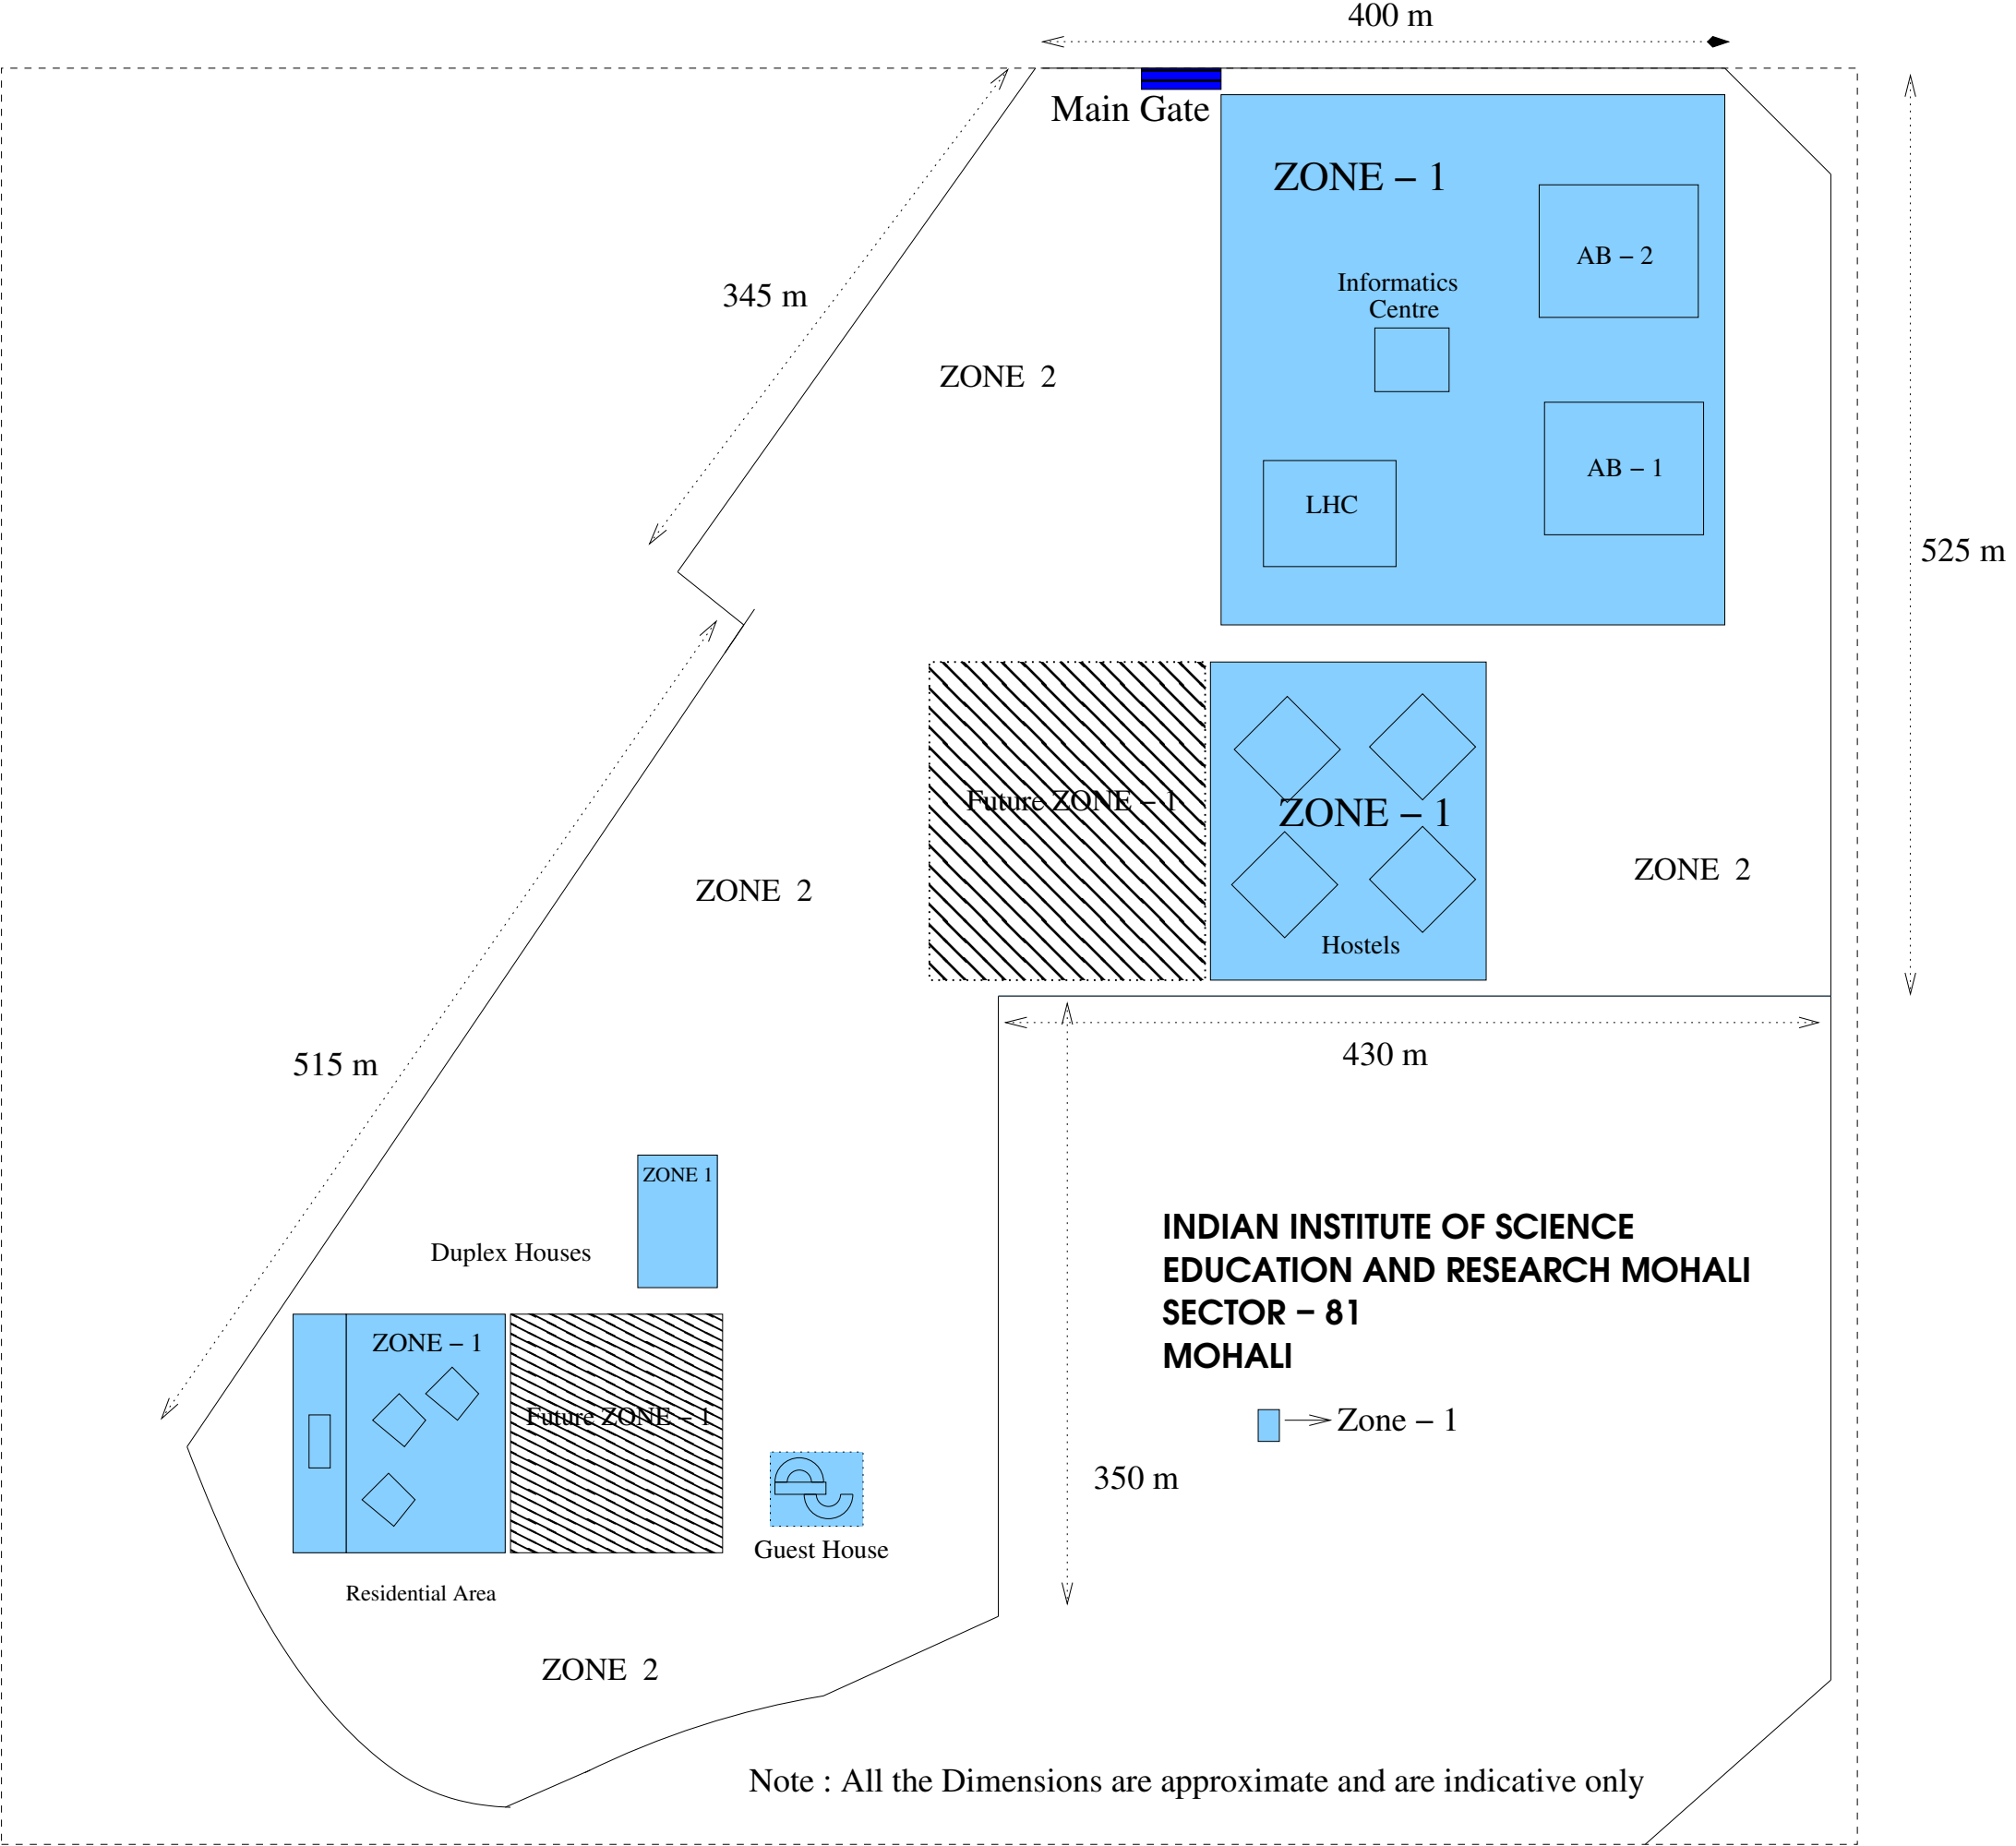 400 m
Main Gate
ZONE – 1
AB – 2
Informatics
Centre
345 m
ZONE 2
AB – 1
LHC
525 m
Future ZONE – 1
ZONE – 1
ZONE 2
ZONE 2
Hostels
430 m
515 m
ZONE 1
Duplex Houses
INDIAN INSTITUTE OF SCIENCE
EDUCATION AND RESEARCH MOHALI
SECTOR – 81
MOHALI
ZONE – 1
Future ZONE – 1
Zone – 1
350 m
Guest House
Residential Area
ZONE 2
Note : All the Dimensions are approximate and are indicative only